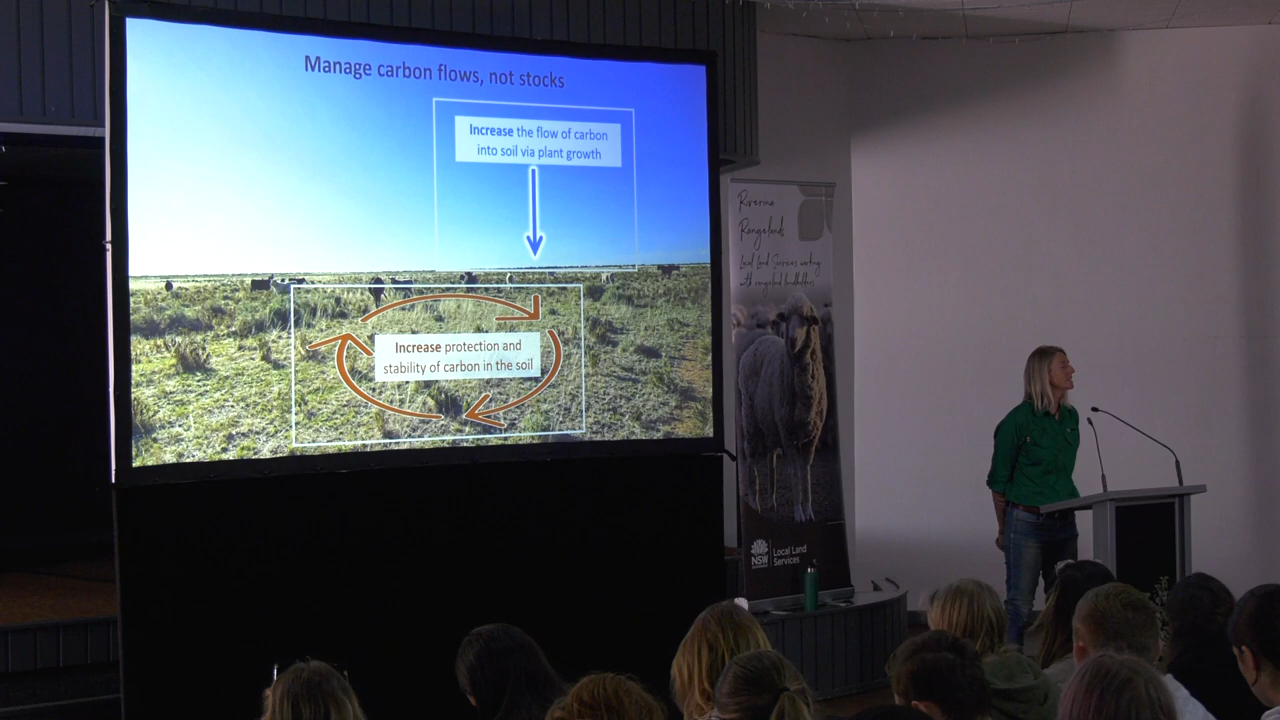 Manage carbon flows, not stocks
Increase the flow of carbon
into soil via plant growth
Increase protection and
stability of carbon in the soil
Riverina
Rangelands
Local Land Services working
with rangeland landholders
NSW
Local Land
Services